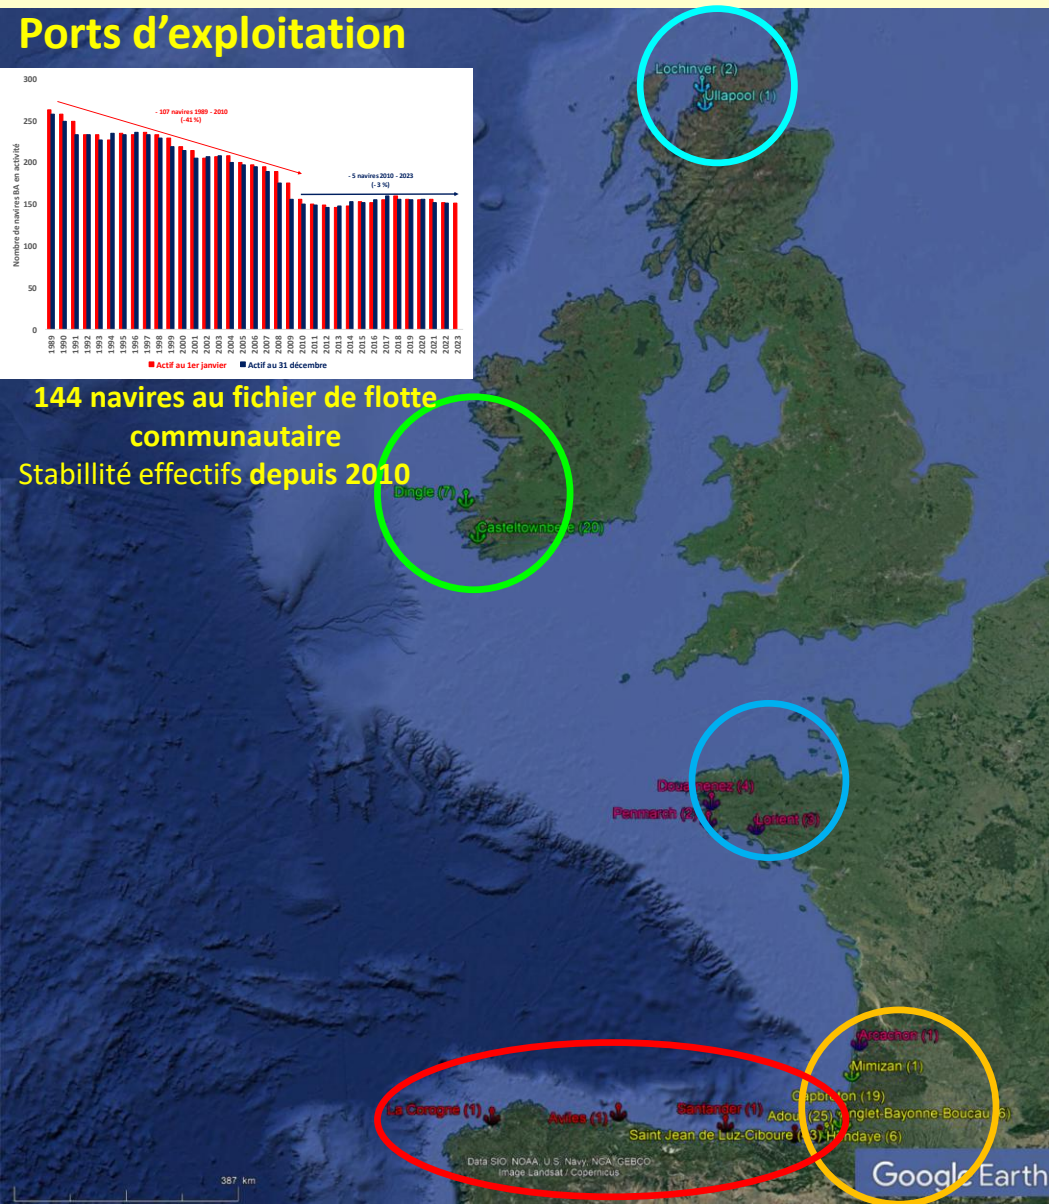 Ports d’exploitation
300
250
200
150
100
50
0
Nombre de navires BA en activité
- 107 navires 1989 - 2010
(-41 %)
- 5 navires 2010 - 2023
(- 3 %)
1989
1990
1991
1992
1993
1994
1995
1996
1997
1998
1999
2000
2001
2002
2003
2004
2005
2006
2007
2008
2009
2010
2011
2012
2013
2014
2015
2016
2017
2018
2019
2020
2021
2022
2023
Actif au 1er janvier Actif au 31 décembre
144 navires au fichier de flotte
communautaire
Stabillité effectifs depuis 2010
Lochinver (2)
Ullapool (1)
Dingle (7)
Casteltownbere (20)
Douarnenez (4)
Penmarch (2)
Lorient (3)
Arcachon (1)
Mimizan (1)
Capbreton (19)
Adour (25) Anglet-Bayonne-Boucau (6)
Saint Jean de Luz-Ciboure Hendaye (6)
La Corogne (1)
Aviles (1)
Santander (1)
Data SIO, NOAA, U.S. Navy, NGA, GEBCO
Image Landsat / Copernicus
387 km
Google Earth